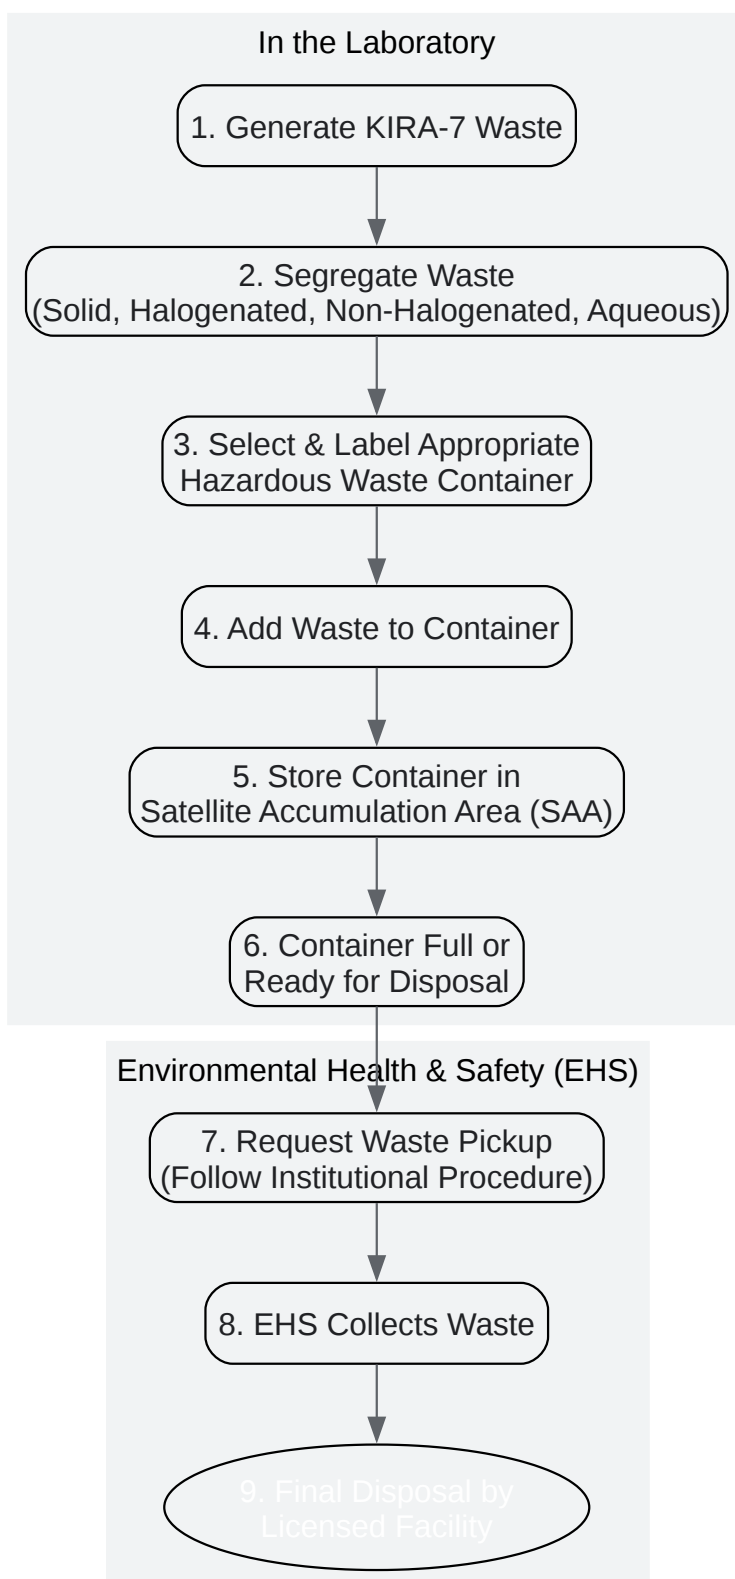 In the Laboratory
1. Generate KIRA-7 Waste
2. Segregate Waste
(Solid, Halogenated, Non-Halogenated, Aqueous)
3. Select & Label Appropriate
Hazardous Waste Container
4. Add Waste to Container
5. Store Container in
Satellite Accumulation Area (SAA)
6. Container Full or
Ready for Disposal
Environmental Health & Safety (EHS)
7. Request Waste Pickup
(Follow Institutional Procedure)
8. EHS Collects Waste
9. Final Disposal by
Licensed Facility